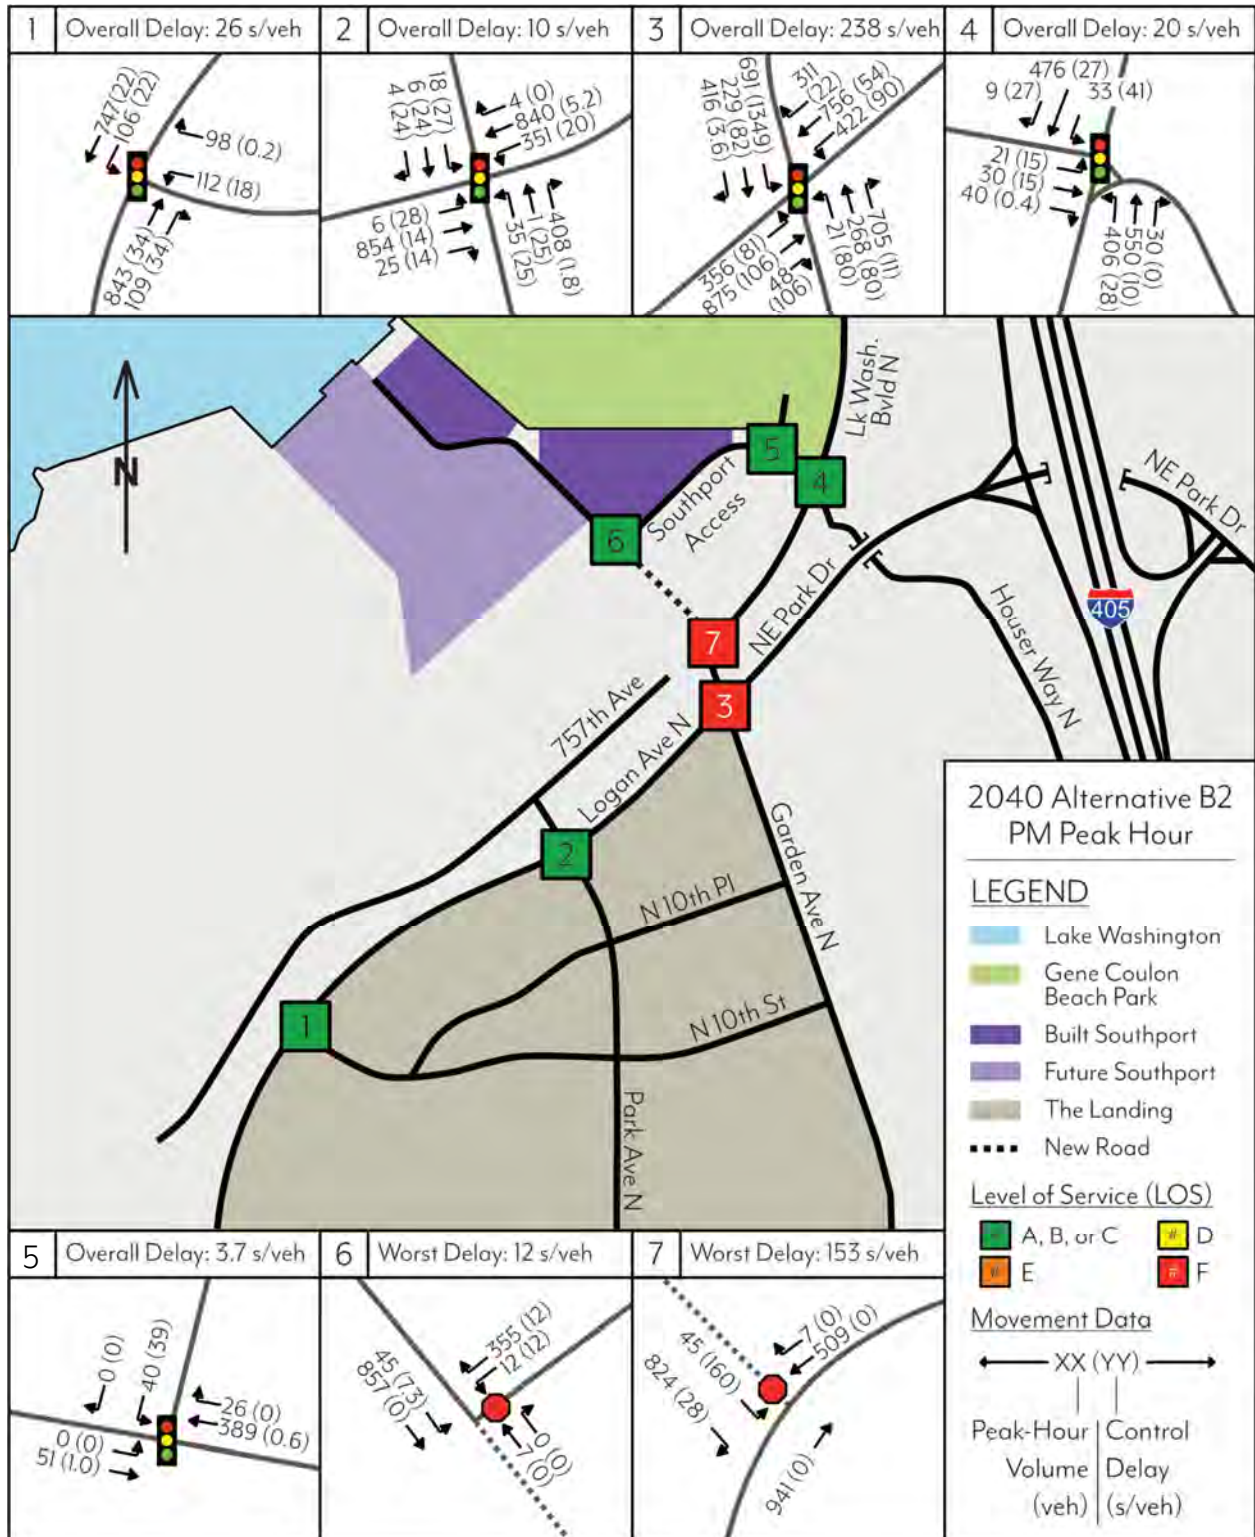 1 Overall Delay: 26 s/veh
747 (22)
106 (22)
98 (0.2)
112 (18)
843 (34)
109 (34)
2 Overall Delay: 10 s/veh
18 (27)
6 (24)
4 (24)
4 (0)
840 (5.2)
351 (20)
6 (28)
854 (14)
25 (14)
408 (1.8)
1 (25)
35 (25)
3 Overall Delay: 238 s/veh
691 (1349)
229 (82)
416 (3.6)
311
(22)
756 (54)
422 (90)
356 (81)
875 (106)
48
(106)
705 (11)
268 (80)
21 (80)
4 Overall Delay: 20 s/veh
476 (27)
9 (27)
33 (41)
21 (15)
30 (15)
40 (0.4)
30 (0)
550 (10)
406 (28)
N
Lk Wash.
Bvld N
5
4
6
Southport
Access
7
3
NE Park Dr
NE Park Dr
405
Houser Way N
757th Ave
Logan Ave N
2
Garden Ave N
N 10th Pl
1
N 10th St
Park Ave N
2040 Alternative B2
PM Peak Hour
LEGEND
Lake Washington
Gene Coulon
Beach Park
Built Southport
Future Southport
The Landing
New Road
Level of Service (LOS)
# A, B, or C
# D
# E
# F
Movement Data
XX (YY)
Peak-Hour Control
Volume Delay
(veh) (s/veh)
5 Overall Delay: 3.7 s/veh
0 (0)
40 (39)
26 (0)
389 (0.6)
0 (0)
51 (1.0)
6 Worst Delay: 12 s/veh
355 (12)
12 (12)
45 (73)
857 (0)
0 (0)
7 (0)
7 Worst Delay: 153 s/veh
7 (0)
509 (0)
45 (160)
824 (28)
941 (0)